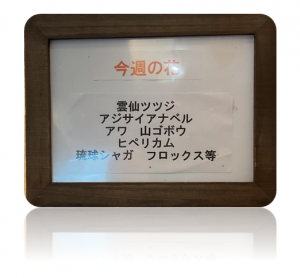 今週の花
雲仙ツツジ
アジサイアナベル
アワ　山ゴボウ
ヒペリカム
琉球シャガ　フロックス等